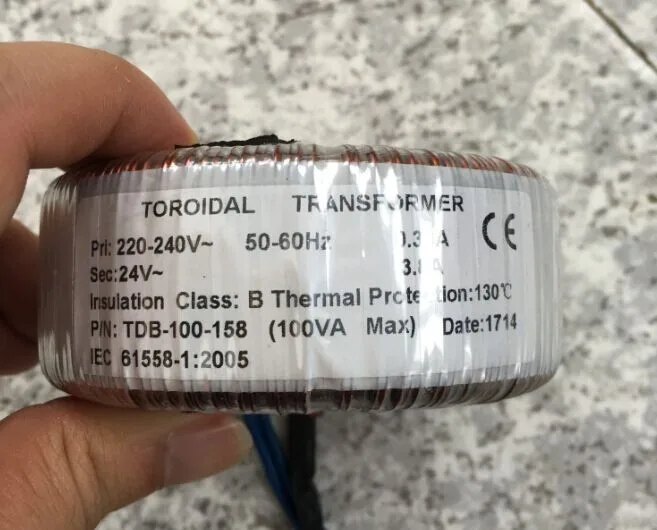 TOROIDAL TRANSFORMER
Pri: 220-240V~ 50-60Hz CE
Sec:24V~
Insulation Class: B Thermal Protection:130℃
P/N: TDB-100-158 (100VA Max) Date:1714
IEC 61558-1:2005